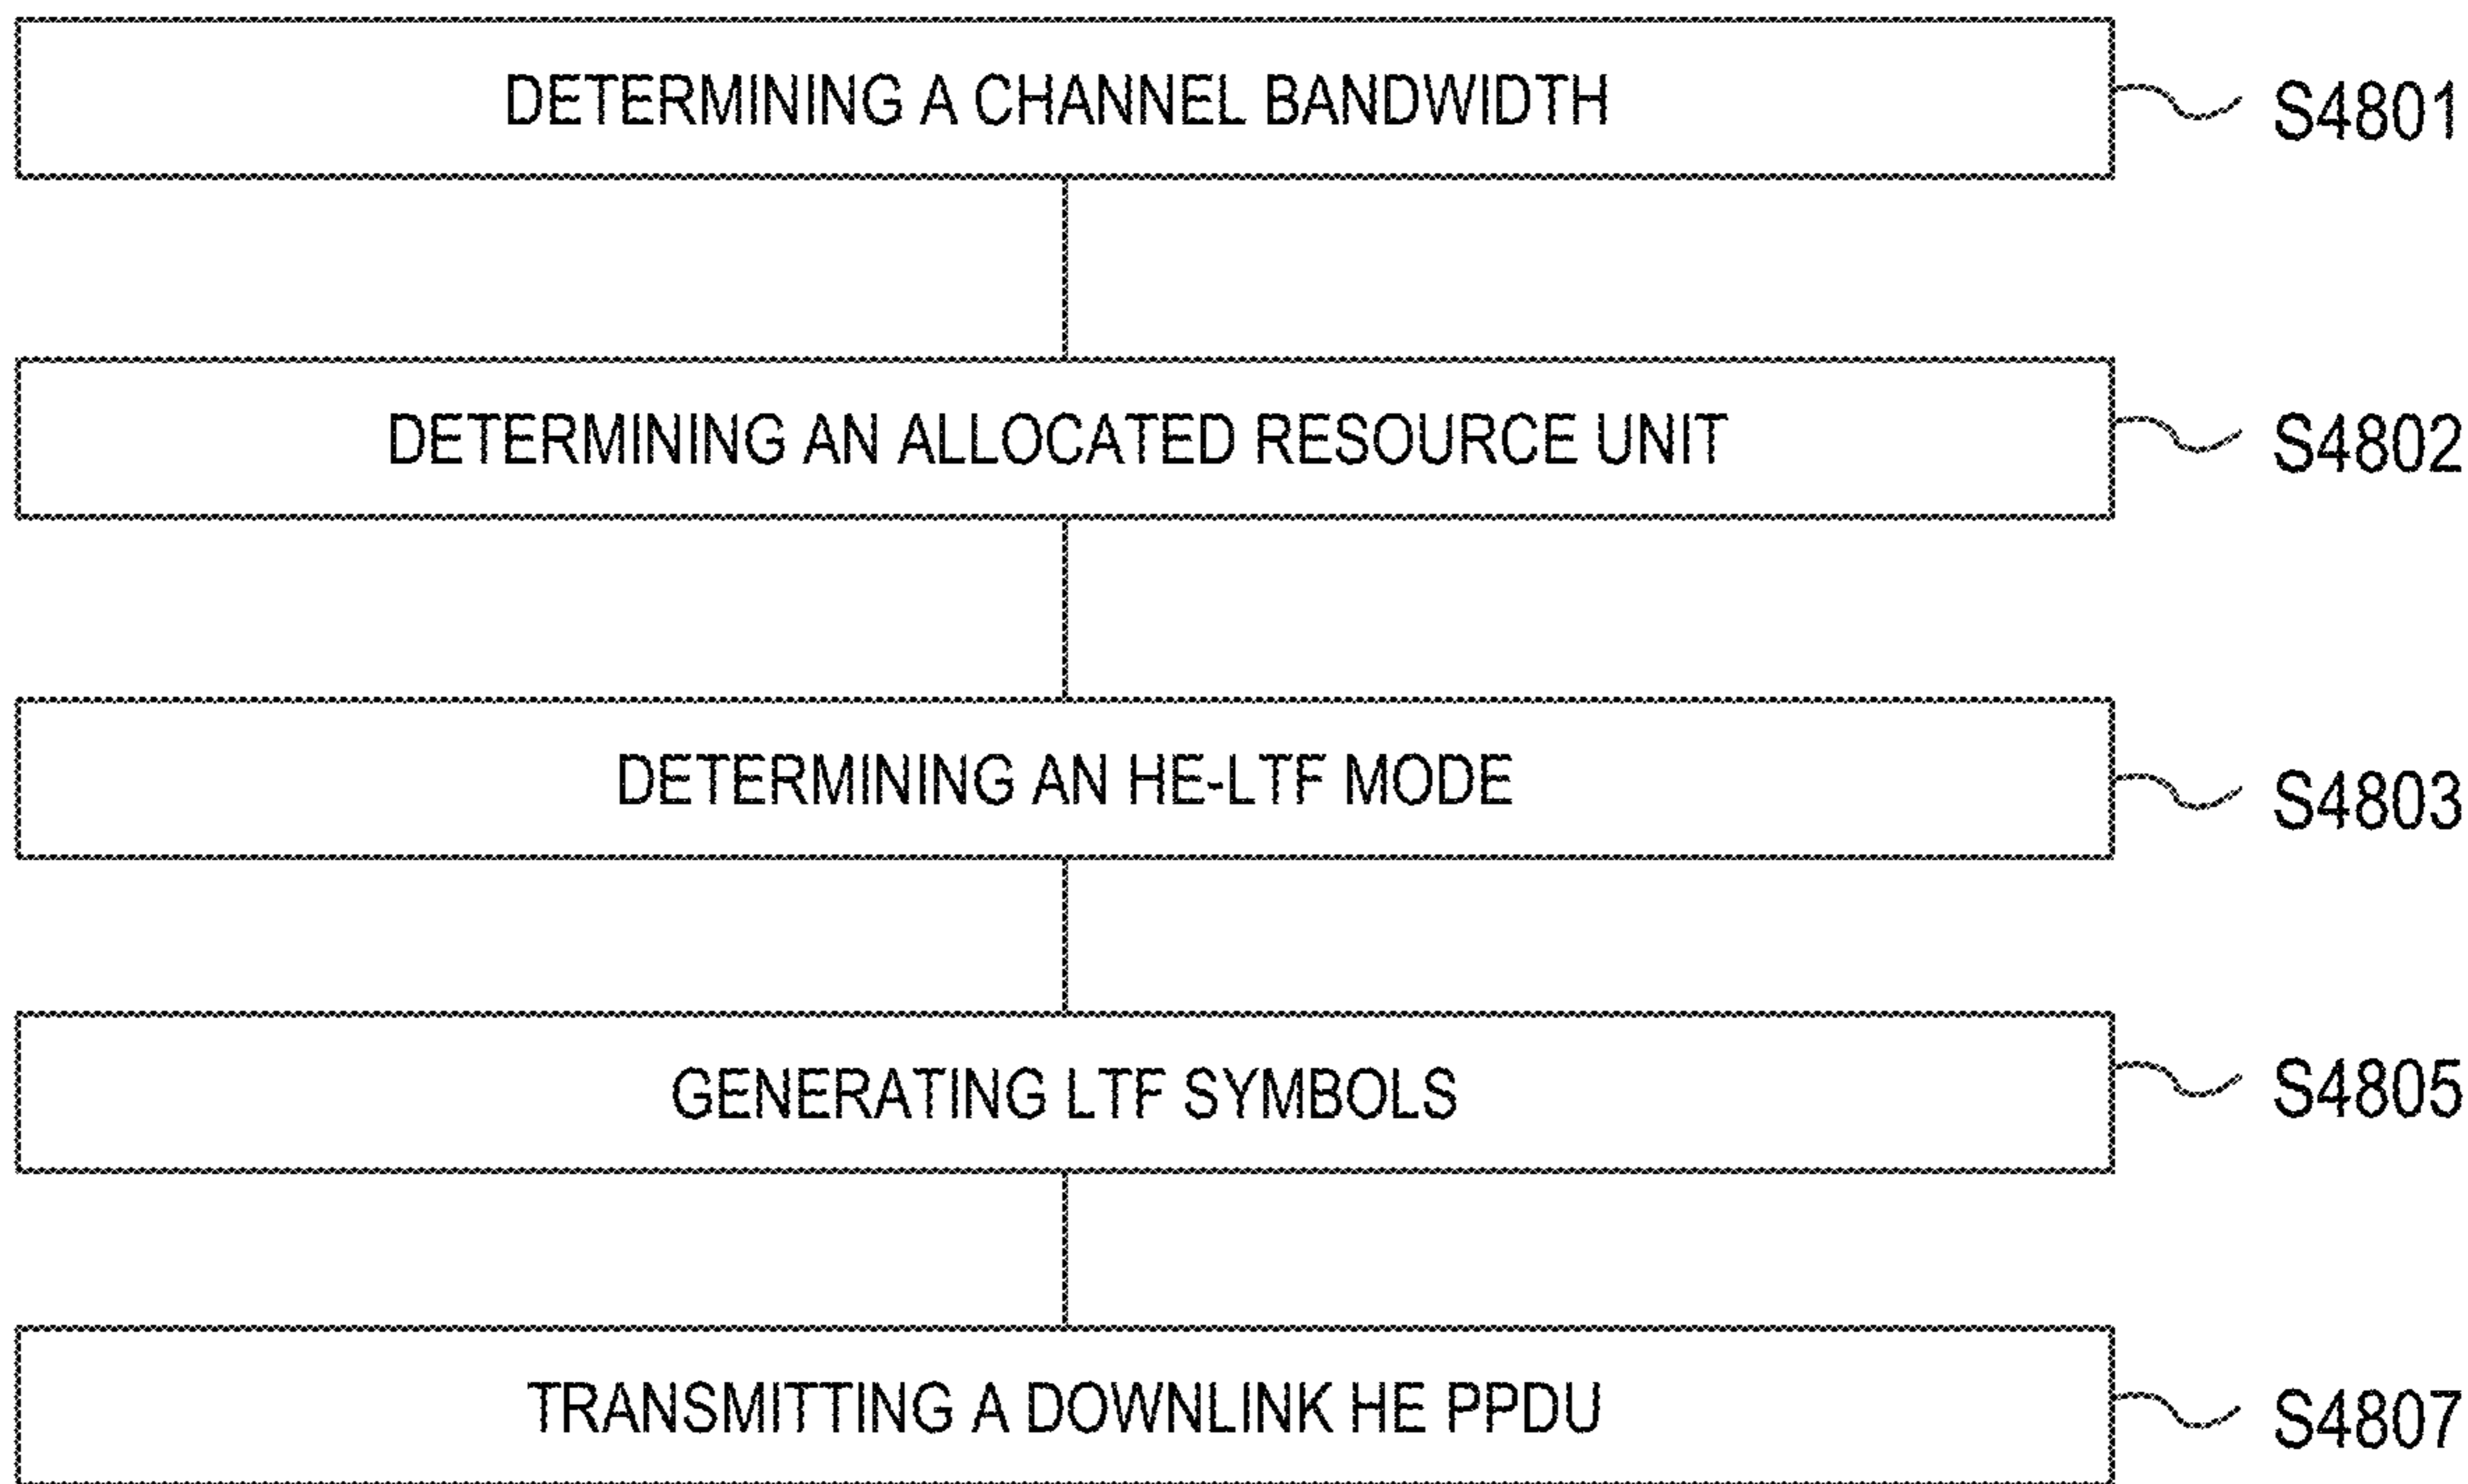 DETERMINING A CHANNEL BANDWIDTH S4801
DETERMINING AN ALLOCATED RESOURCE UNIT S4802
DETERMINING AN HE-LTF MODE S4803
GENERATING LTF SYMBOLS S4805
TRANSMITTING A DOWNLINK HE PPDU S4807